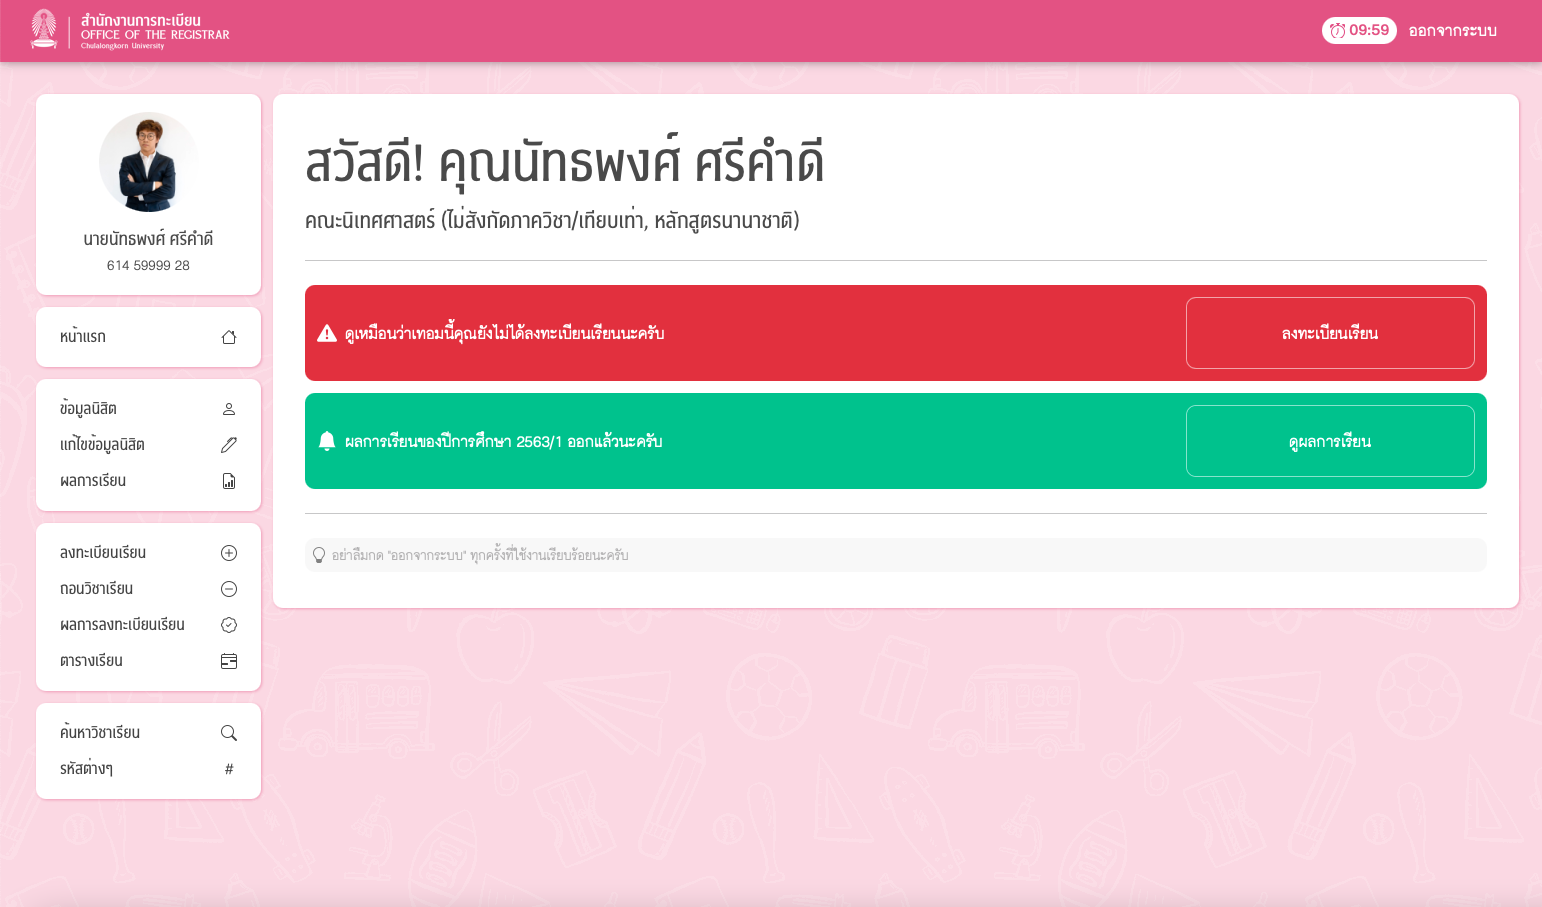 สำนักงานการทะเบียน
OFFICE OF THE REGISTRAR
Chulalongkorn University
09:59 ออกจากระบบ
นายนัทธพงศ์ ศรีคำดี
614 59999 28
หน้าแรก
ข้อมูลนิสิต
แก้ไขข้อมูลนิสิต
ผลการเรียน
ลงทะเบียนเรียน
ถอนวิชาเรียน
ผลการลงทะเบียนเรียน
ตารางเรียน
ค้นหาวิชาเรียน
รหัสต่างๆ #
สวัสดี! คุณนัทธพงศ์ ศรีคำดี
คณะนิเทศศาสตร์ (ไม่สังกัดภาควิชา/เทียบเท่า, หลักสูตรนานาชาติ)
ดูเหมือนว่าเทอมนี้คุณยังไม่ได้ลงทะเบียนเรียนนะครับ ลงทะเบียนเรียน
ผลการเรียนของปีการศึกษา 2563/1 ออกแล้วนะครับ ดูผลการเรียน
อย่าลืมกด "ออกจากระบบ" ทุกครั้งที่ใช้งานเรียบร้อยนะครับ